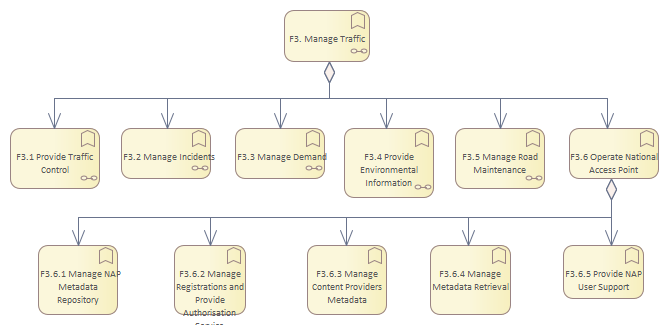 F3. Manage Traffic
F3.1 Provide Traffic
Control
F3.2 Manage Incidents
F3.3 Manage Demand
F3.4 Provide
Environmental
Information
F3.5 Manage Road
Maintenance
F3.6 Operate National
Access Point
F3.6.1 Manage NAP
Metadata
Repository
F3.6.2 Manage
Registrations and
Provide
Authorisation
Service
F3.6.3 Manage
Content Providers
Metadata
F3.6.4 Manage
Metadata Retrieval
F3.6.5 Provide NAP
User Support